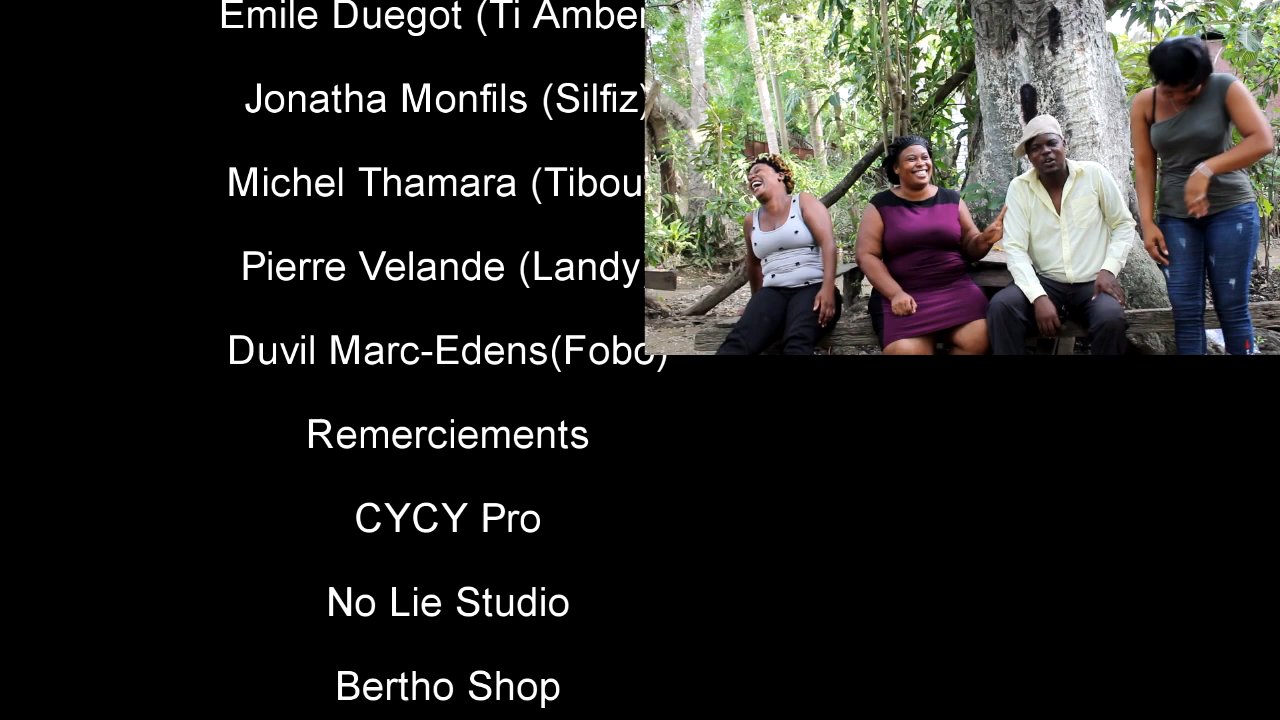 Emile Duegot (Ti Amber
Jonatha Monfils (Silfiz)
Michel Thamara (Tibou
Pierre Velande (Landy
Duvil Marc-Edens(Fobo)
Remerciements
CYCY Pro
No Lie Studio
Bertho Shop